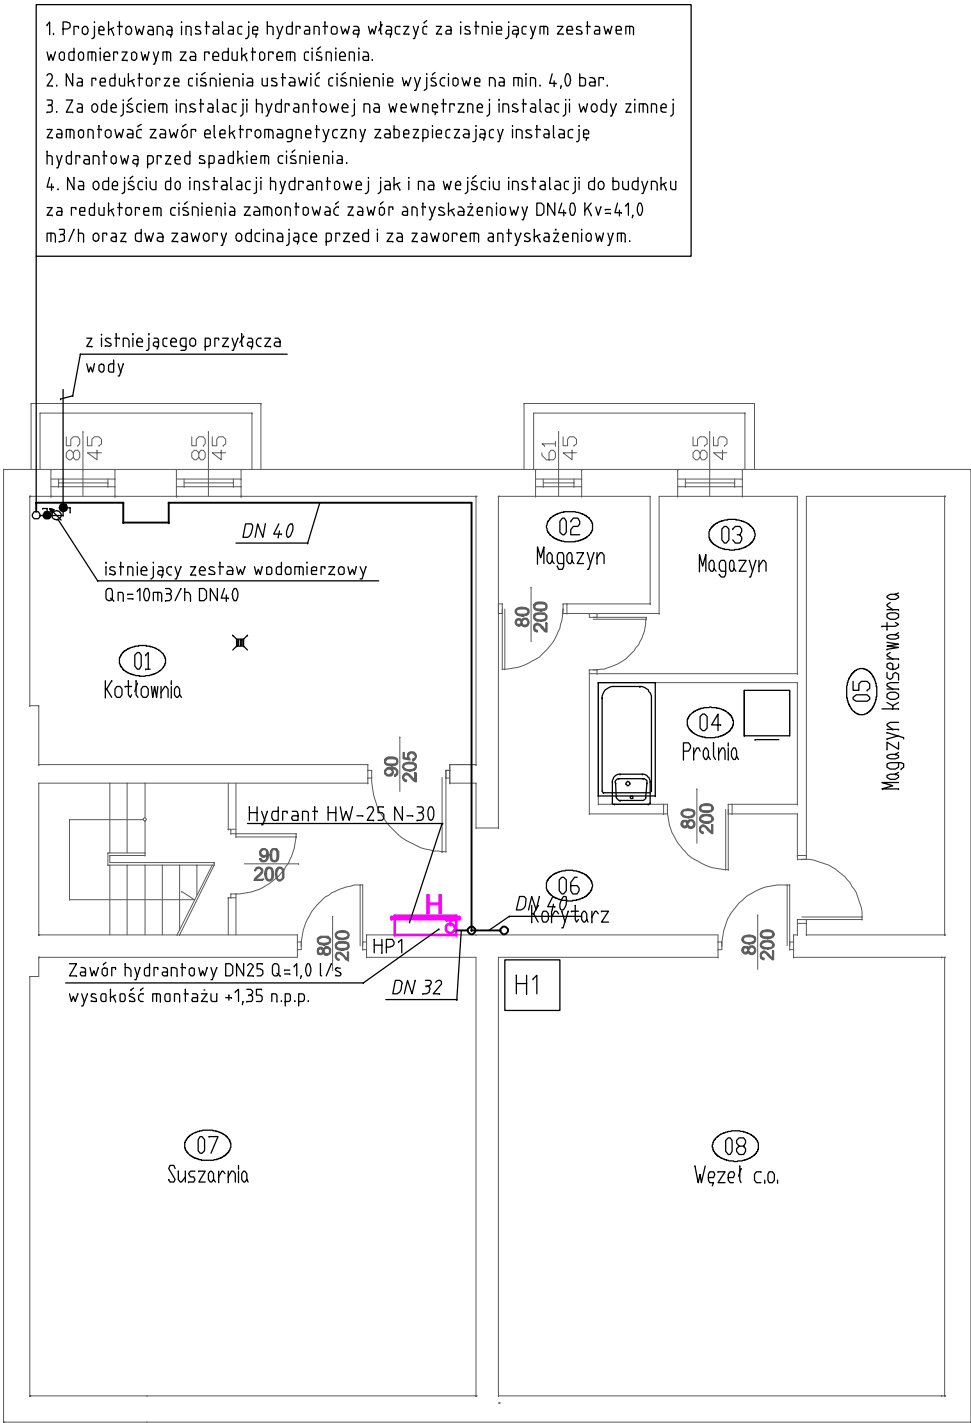 1. Projektowaną instalację hydrantową włączyć za istniejącym zestawem
wodomierzowym za reduktorem ciśnienia.
2. Na reduktorze ciśnienia ustawić ciśnienie wyjściowe na min. 4,0 bar.
3. Za odejściem instalacji hydrantowej na wewnętrznej instalacji wody zimnej
zamontować zawór elektromagnetyczny zabezpieczający instalację
hydrantową przed spadkiem ciśnienia.
4. Na odejściu do instalacji hydrantowej jak i na wejściu instalacji do budynku
za reduktorem ciśnienia zamontować zawór antyskażeniowy DN40 Kv=41,0
m3/h oraz dwa zawory odcinające przed i za zaworem antyskażeniowym.
z istniejącego przyłącza
wody
85
45
85
45
61
45
85
45
DN 40
istniejący zestaw wodomierzowy
Qn=10m3/h DN40
01
Kotłownia
02
Magazyn
03
Magazyn
80
200
04
Pralnia
05
Magazyn konserwatora
90
205
80
200
Hydrant HW-25 N-30
90
200
06
Korytarz
DN 40
H
HP1
80
200
80
200
Zawór hydrantowy DN25 Q=1,0 l/s
wysokość montażu +1,35 n.p.p.
DN 32
H1
07
Suszarnia
08
Węzeł c.o.